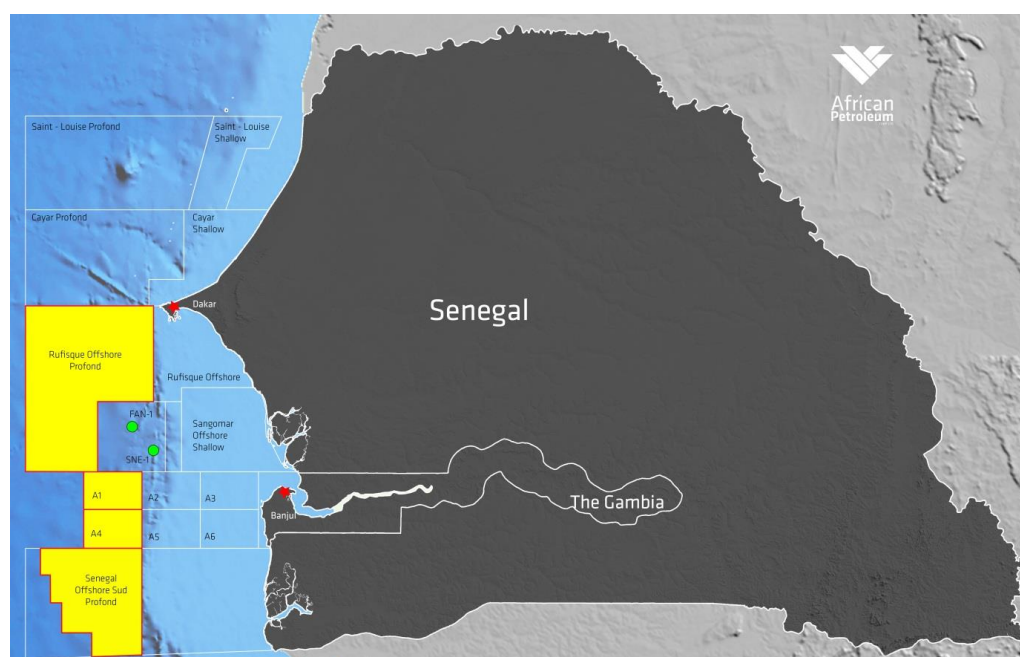 African
Petroleum
Saint - Louise Profond
Saint - Louise
Shallow
Cayar Profond
Cayar
Shallow
Dakar
Senegal
Rufisque Offshore
Profond
Rufisque Offshore
FAN-1
Sangomar
Offshore
Shallow
SNE-1
A1
A2
A3
The Gambia
Banjul
A4
A5
A6
Senegal
Offshore Sud
Profond